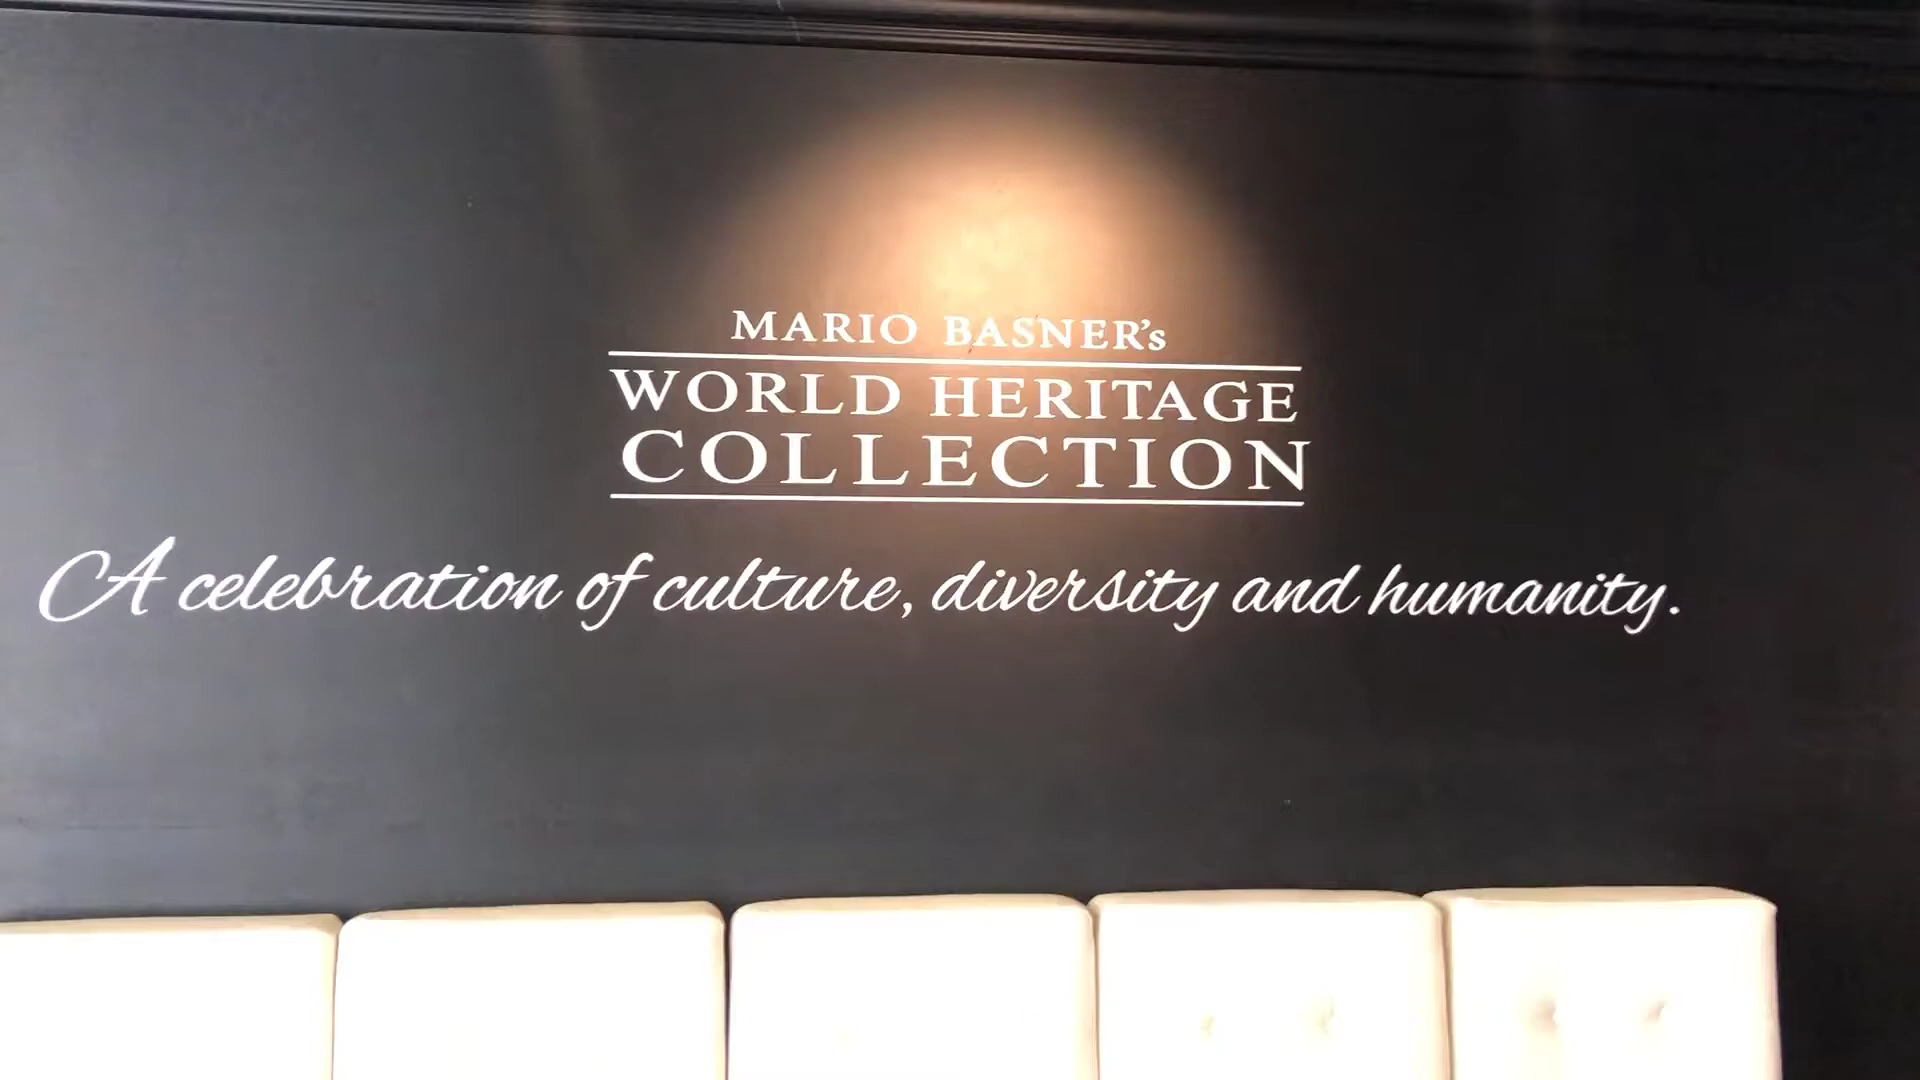 MARIO BASNER's
WORLD HERITAGE
COLLECTION
A celebration of culture, diversity and humanity.